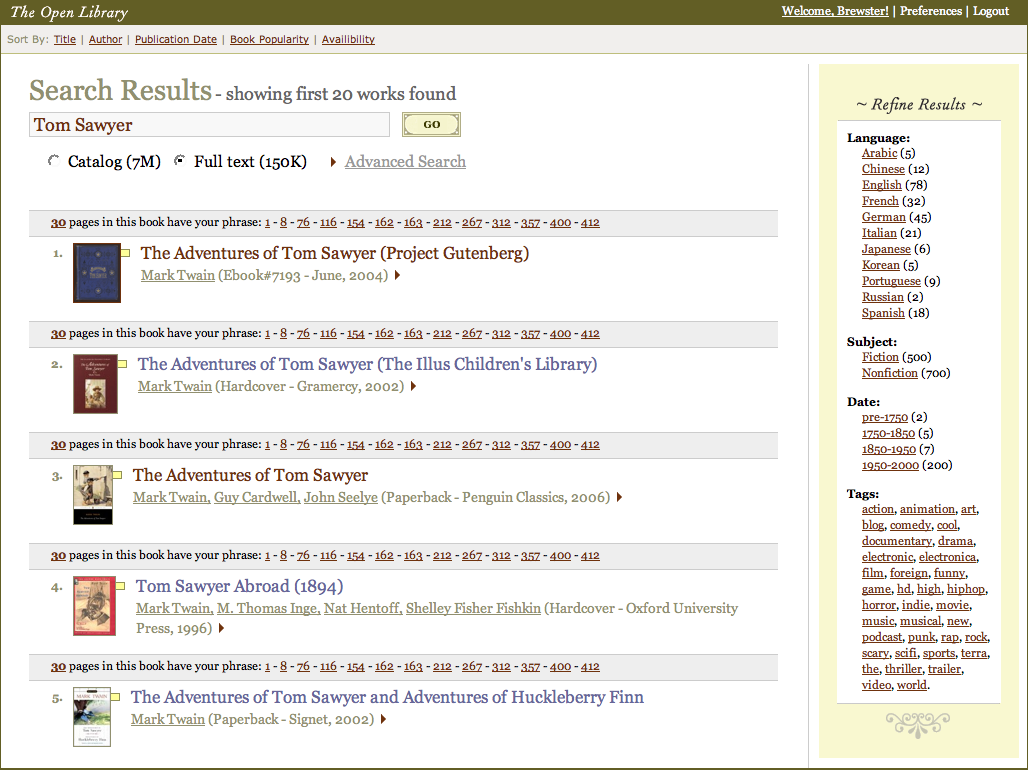 The Open Library
Welcome, Brewster! | Preferences | Logout
Sort By: Title | Author | Publication Date | Book Popularity | Availibility
Search Results - showing first 20 works found
Tom Sawyer
GO
Catalog (7M) Full text (150K) Advanced Search
30 pages in this book have your phrase: 1 - 8 - 76 - 116 - 154 - 162 - 163 - 212 - 267 - 312 - 357 - 400 - 412
1. The Adventures of Tom Sawyer (Project Gutenberg)
Mark Twain (Ebook#7193 - June, 2004)
30 pages in this book have your phrase: 1 - 8 - 76 - 116 - 154 - 162 - 163 - 212 - 267 - 312 - 357 - 400 - 412
2. The Adventures of Tom Sawyer (The Illus Children's Library)
Mark Twain (Hardcover - Gramercy, 2002)
30 pages in this book have your phrase: 1 - 8 - 76 - 116 - 154 - 162 - 163 - 212 - 267 - 312 - 357 - 400 - 412
3. The Adventures of Tom Sawyer
Mark Twain, Guy Cardwell, John Seelye (Paperback - Penguin Classics, 2006)
30 pages in this book have your phrase: 1 - 8 - 76 - 116 - 154 - 162 - 163 - 212 - 267 - 312 - 357 - 400 - 412
4. Tom Sawyer Abroad (1894)
Mark Twain, M. Thomas Inge, Nat Hentoff, Shelley Fisher Fishkin (Hardcover - Oxford University
Press, 1996)
30 pages in this book have your phrase: 1 - 8 - 76 - 116 - 154 - 162 - 163 - 212 - 267 - 312 - 357 - 400 - 412
5. The Adventures of Tom Sawyer and Adventures of Huckleberry Finn
Mark Twain (Paperback - Signet, 2002)
MARK TWAIN
~ Refine Results ~
Language:
Arabic (5)
Chinese (12)
English (78)
French (32)
German (45)
Italian (21)
Japanese (6)
Korean (5)
Portuguese (9)
Russian (2)
Spanish (18)
Subject:
Fiction (500)
Nonfiction (700)
Date:
pre-1750 (2)
1750-1850 (5)
1850-1950 (7)
1950-2000 (200)
Tags:
action, animation, art,
blog, comedy, cool,
documentary, drama,
electronic, electronica,
film, foreign, funny,
game, hd, high, hiphop,
horror, indie, movie,
music, musical, new,
podcast, punk, rap, rock,
scary, scifi, sports, terra,
the, thriller, trailer,
video, world.